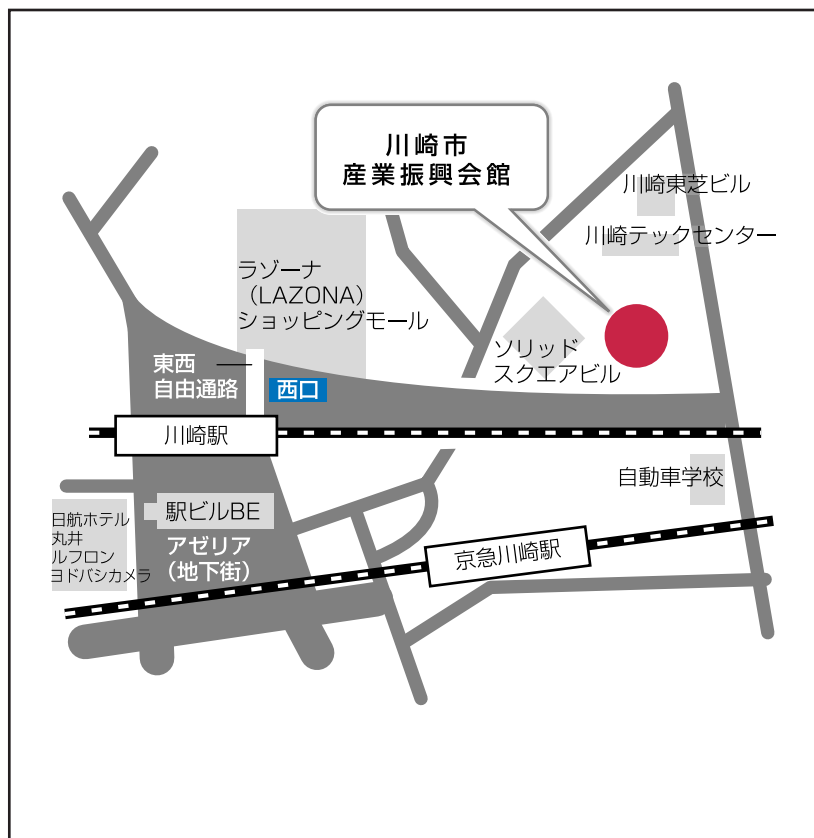 川崎市
産業振興会館
川崎東芝ビル
川崎テックセンター
ラゾーナ
（LAZONA）
ショッピングモール
ソリッド
スクエアビル
東西
自由通路
西口
川崎駅
自動車学校
駅ビルBE
日航ホテル
丸井
ルフロン
ヨドバシカメラ
アゼリア
（地下街）
京急川崎駅